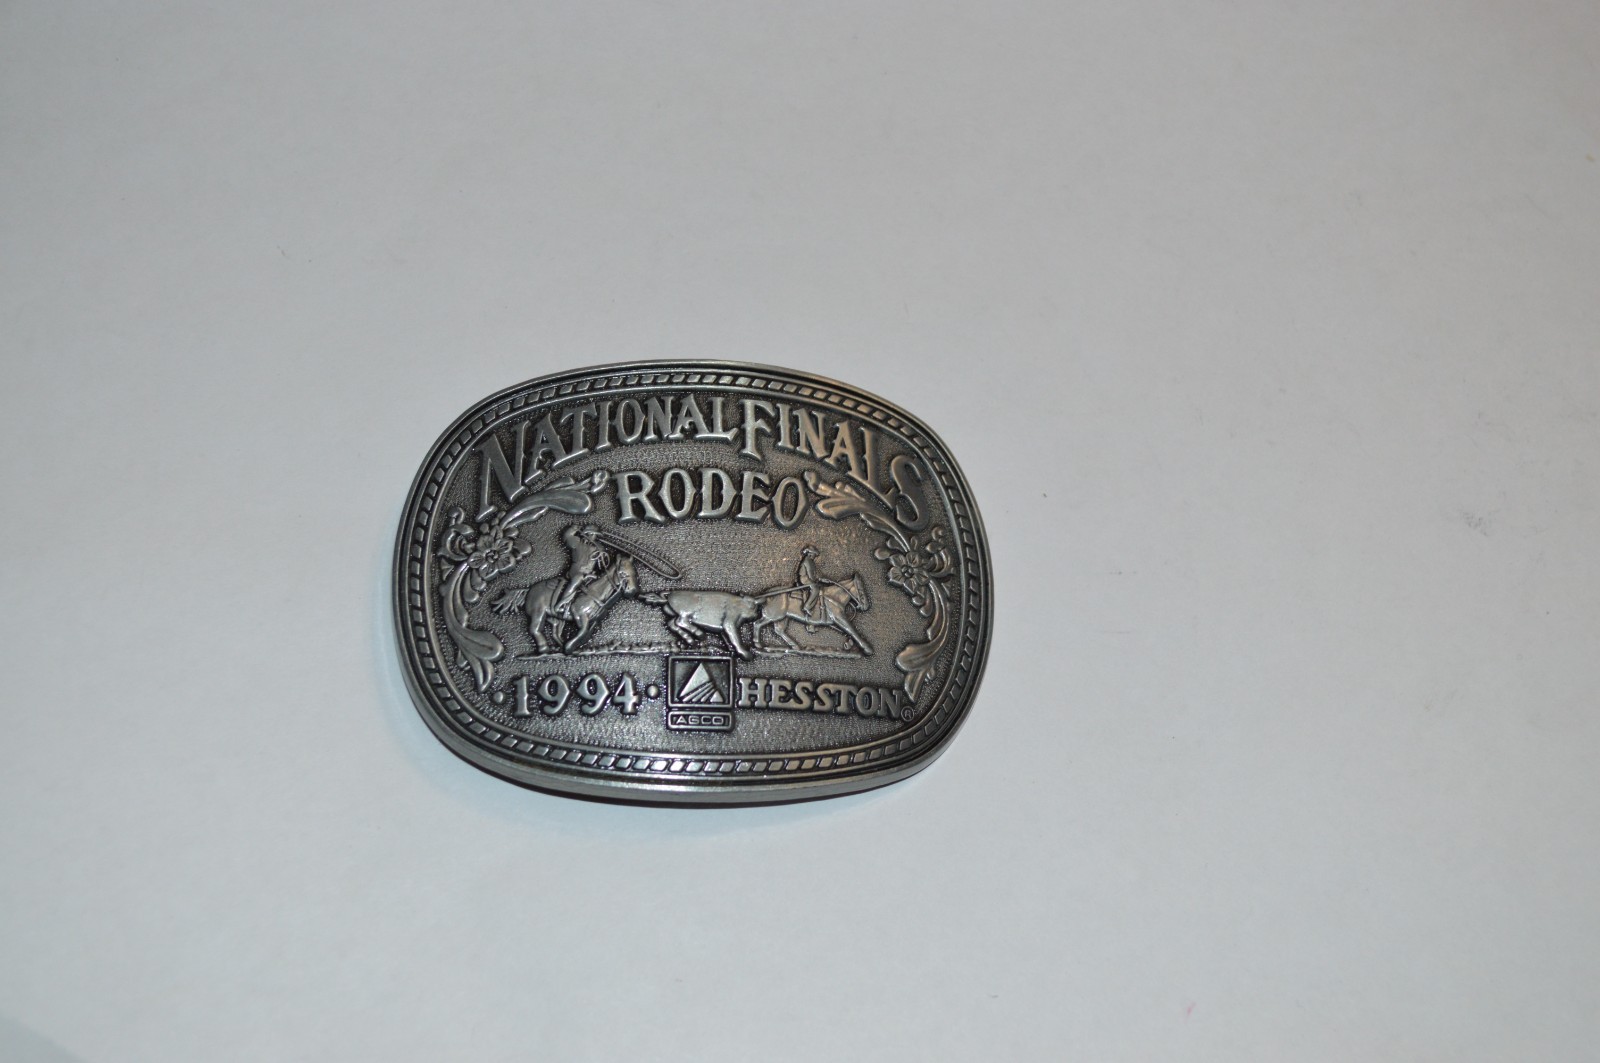 NATIONAL FINALS
RODEO
·1994· HESSTON®
AGCO